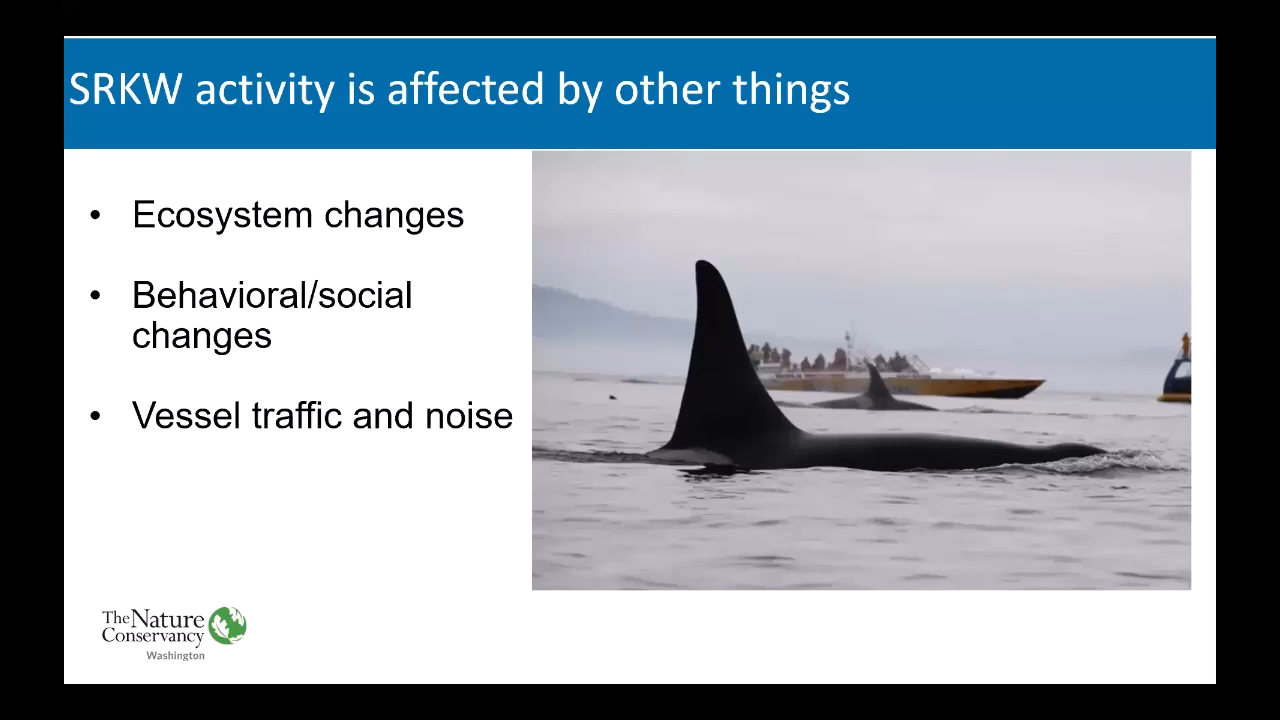 SRKW activity is affected by other things
• Ecosystem changes
• Behavioral/social
changes
• Vessel traffic and noise
The Nature
Conservancy
Washington